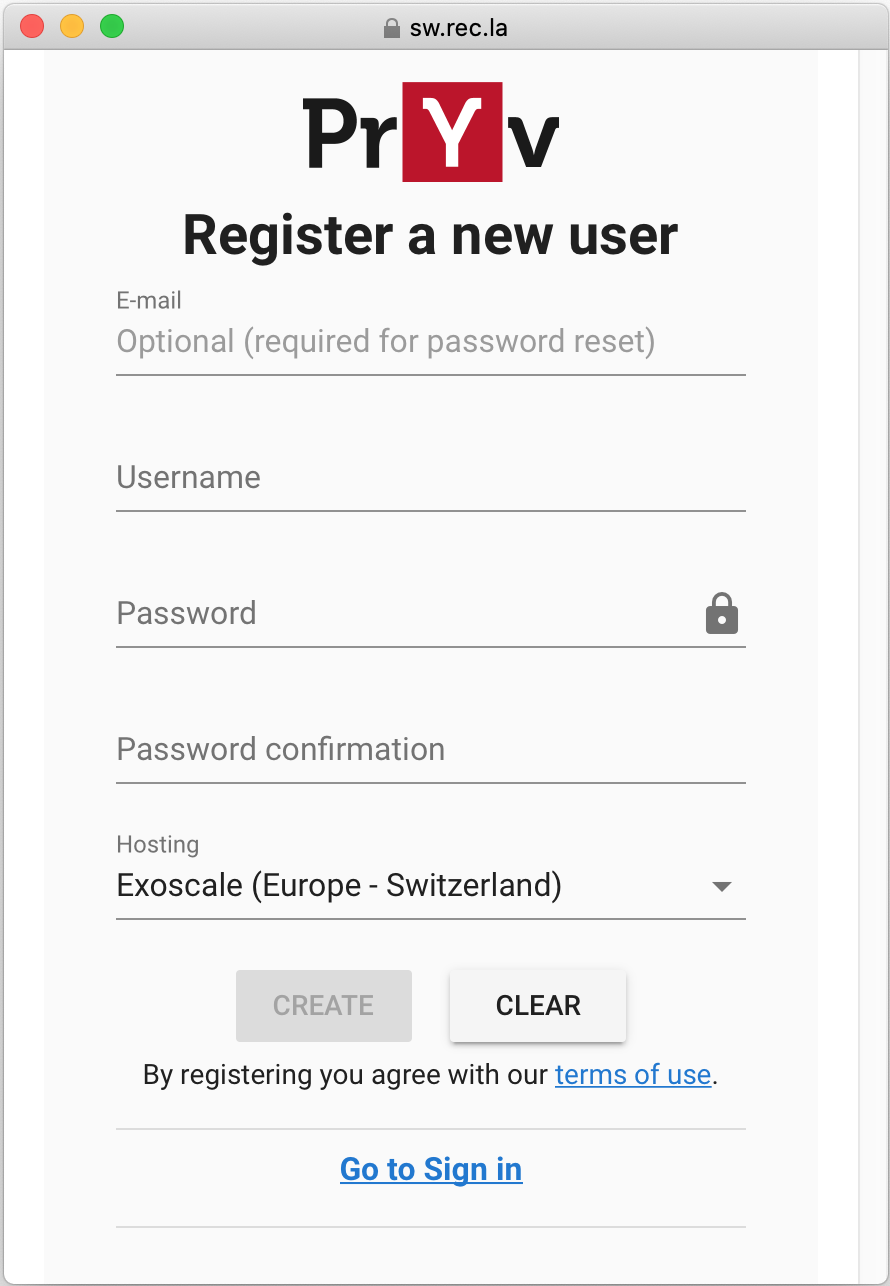 sw.rec.la
PrYv
Register a new user
E-mail
Optional (required for password reset)
Username
Password
Password confirmation
Hosting
Exoscale (Europe - Switzerland)
CREATE
CLEAR
By registering you agree with our terms of use.
Go to Sign in